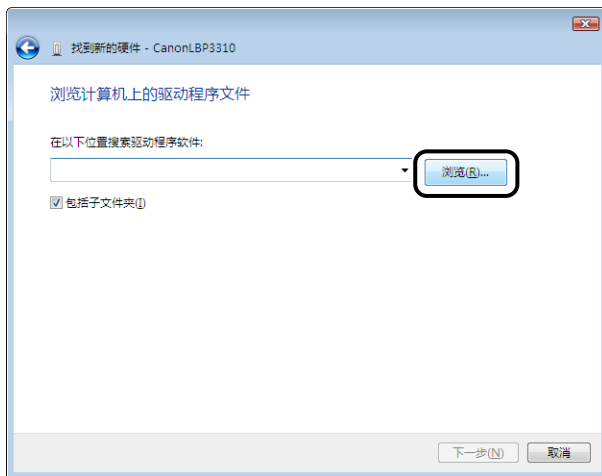 找到新的硬件 - CanonLBP3310
浏览计算机上的驱动程序文件
在以下位置搜索驱动程序软件:
浏览(R)...
包括子文件夹(I)
下一步(N)
取消